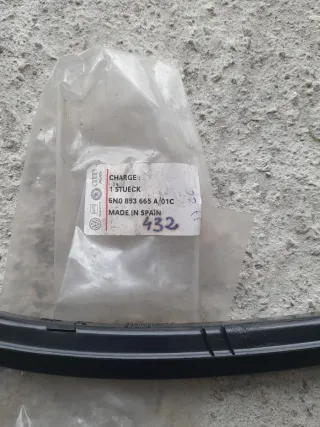 CHARGE:
1 STUECK
6N0 853 665 A 01C
MADE IN SPAIN
432